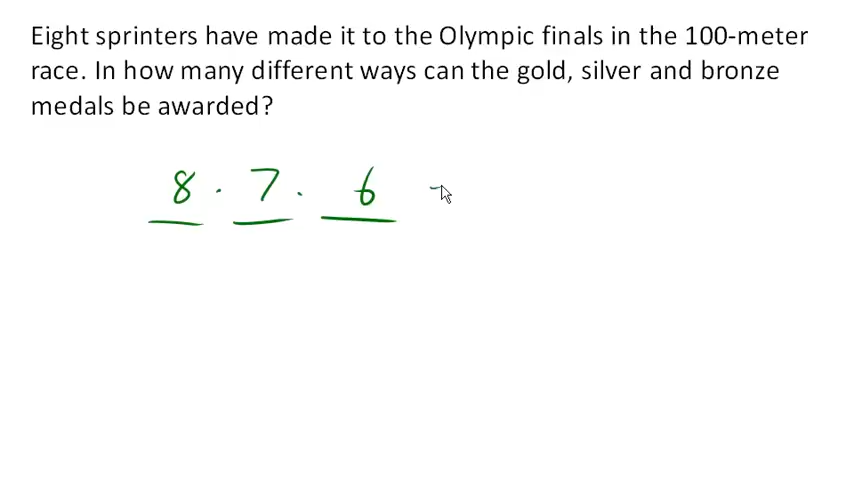 Eight sprinters have made it to the Olympic finals in the 100-meter
race. In how many different ways can the gold, silver and bronze
medals be awarded?
8 · 7 · 6